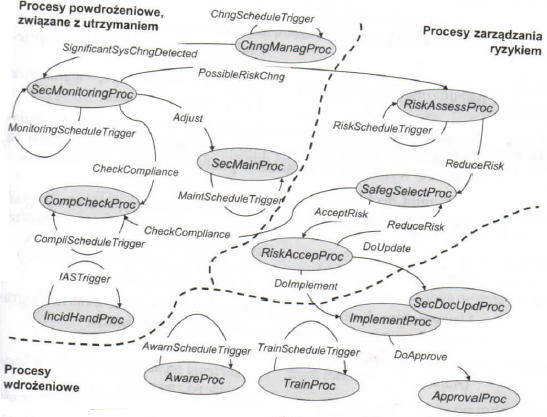 Procesy powdrożeniowe,
związane z utrzymaniem
ChngScheduleTrigger
Procesy zarządzania
ryzykiem
ChngManagProc
SignificantSysChngDetected
PossibleRiskChng
SecMonitoringProc
RiskAssessProc
MonitoringScheduleTrigger
Adjust
RiskScheduleTrigger
SecMainProc
ReduceRisk
CheckCompliance
MaintScheduleTrigger
SafegSelectProc
CompCheckProc
AcceptRisk
ReduceRisk
CheckCompliance
CompliScheduleTrigger
RiskAccepProc
DoUpdate
IASTrigger
DoImplement
SecDocUpdProc
IncidHandProc
ImplementProc
AwarnScheduleTrigger
TrainScheduleTrigger
DoApprove
Procesy
wdrożeniowe
AwareProc
TrainProc
ApprovalProc